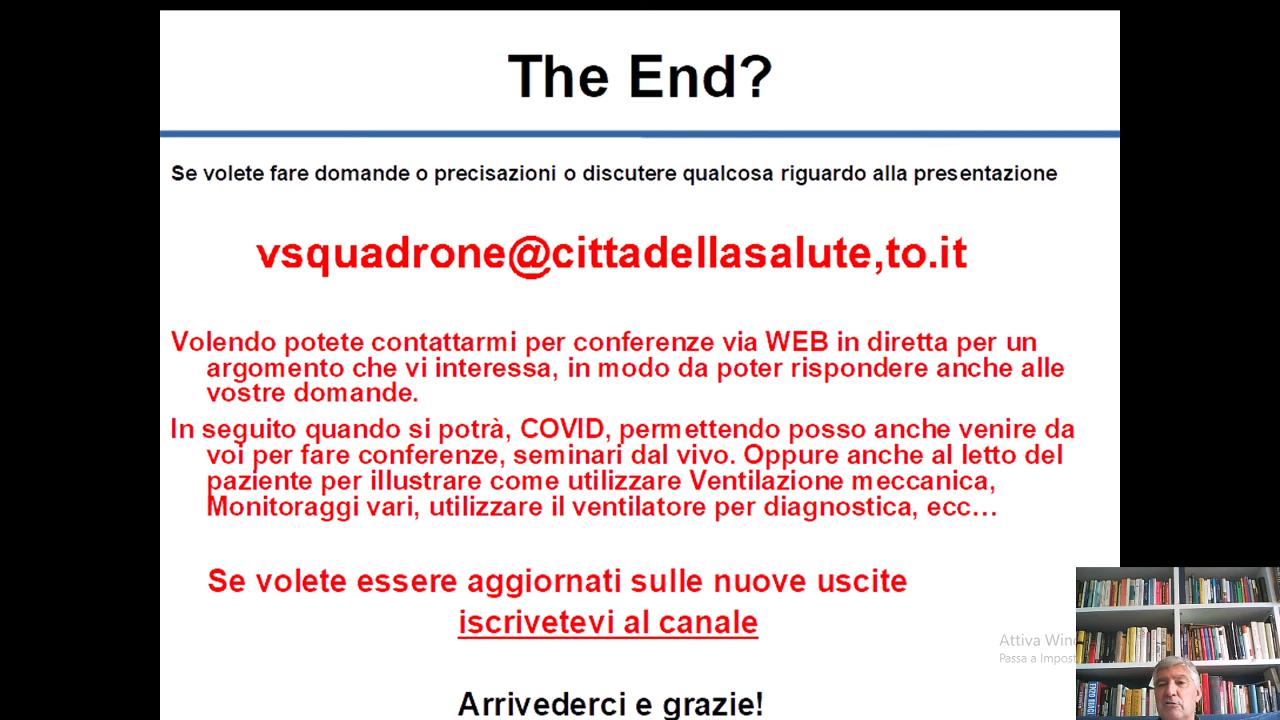 The End?
Se volete fare domande o precisazioni o discutere qualcosa riguardo alla presentazione
vsquadrone@cittadellasalute,to.it
Volendo potete contattarmi per conferenze via WEB in diretta per un
argomento che vi interessa, in modo da poter rispondere anche alle
vostre domande.
In seguito quando si potrà, COVID, permettendo posso anche venire da
voi per fare conferenze, seminari dal vivo. Oppure anche al letto del
paziente per illustrare come utilizzare Ventilazione meccanica,
Monitoraggi vari, utilizzare il ventilatore per diagnostica, ecc…
Se volete essere aggiornati sulle nuove uscite
iscrivetevi al canale
Attiva Win
Passa a Impost
Arrivederci e grazie!